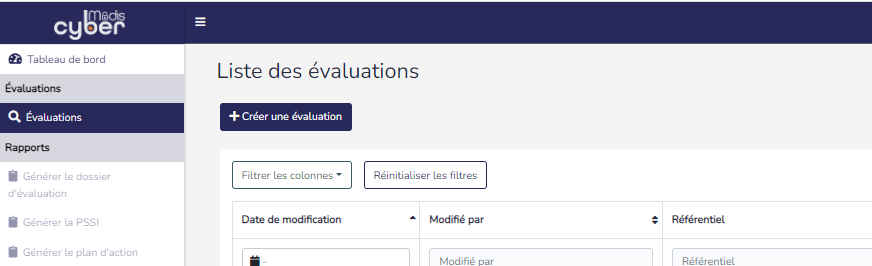 Madis
cyber
Tableau de bord
Évaluations
Évaluations
Rapports
Générer le dossier
d'évaluation
Générer la PSSI
Générer le plan d'action
Liste des évaluations
Créer une évaluation
Filtrer les colonnes
Réinitialiser les filtres
Date de modification
Modifié par
Référentiel
-
Modifié par
Référentiel